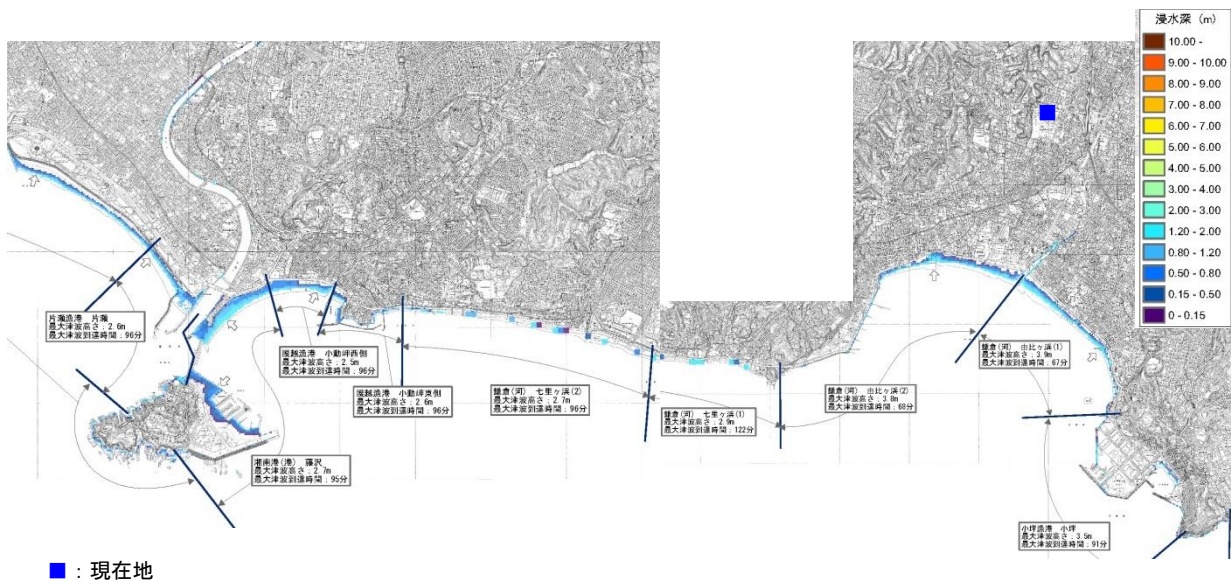 浸水深 (m)
10.00 -
9.00 - 10.00
8.00 - 9.00
7.00 - 8.00
6.00 - 7.00
5.00 - 6.00
4.00 - 5.00
3.00 - 4.00
2.00 - 3.00
1.20 - 2.00
0.80 - 1.20
0.50 - 0.80
0.15 - 0.50
0 - 0.15
片瀬漁港 片瀬
最大津波高さ:2.6m
最大津波到達時間:96分
腰越漁港 小動岬西側
最大津波高さ:2.5m
最大津波到達時間:96分
腰越漁港 小動岬東側
最大津波高さ:2.6m
最大津波到達時間:96分
鎌倉(河) 七里ヶ浜(2)
最大津波高さ:2.7m
最大津波到達時間:96分
鎌倉(河) 七里ヶ浜(1)
最大津波高さ:2.9m
最大津波到達時間:122分
鎌倉(河) 由比ヶ浜(2)
最大津波高さ:3.8m
最大津波到達時間:68分
鎌倉(河) 由比ヶ浜(1)
最大津波高さ:3.9m
最大津波到達時間:67分
湘南港(港) 藤沢
最大津波高さ:2.7m
最大津波到達時間:95分
小坪漁港 小坪
最大津波高さ:3.5m
最大津波到達時間:91分
■:現在地